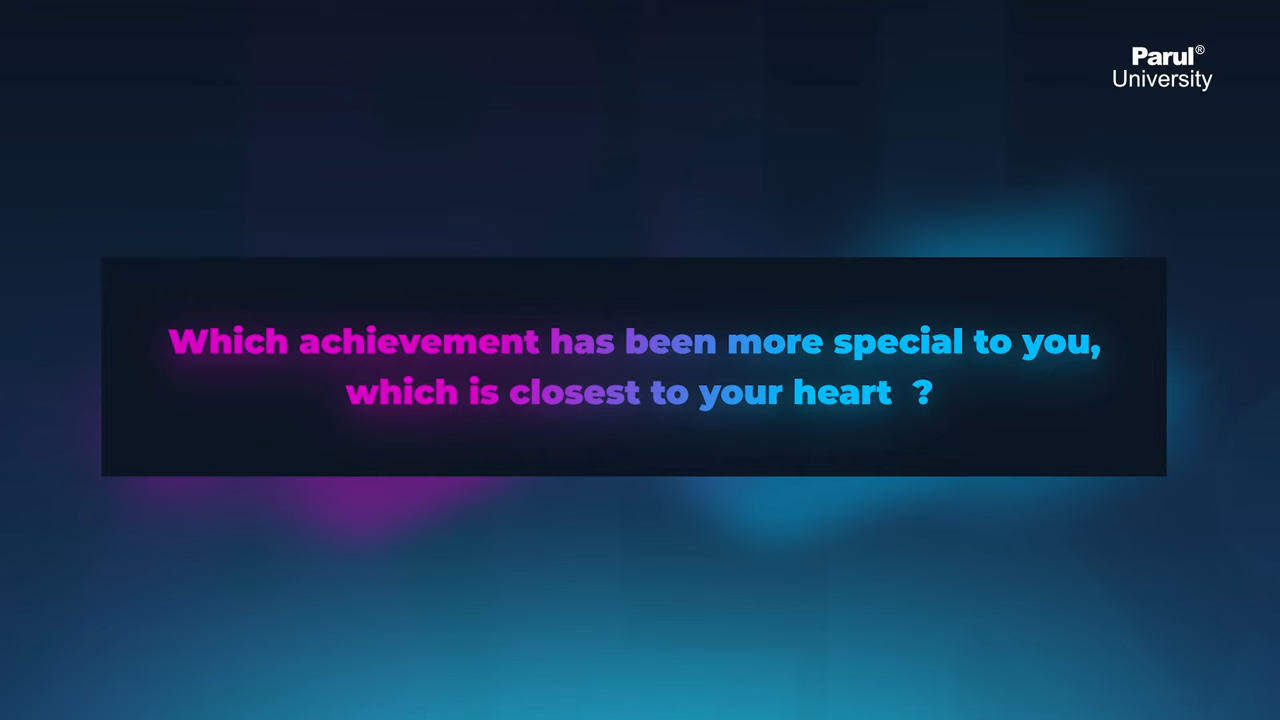 Parul®
University
Which achievement has been more special to you,
which is closest to your heart ?